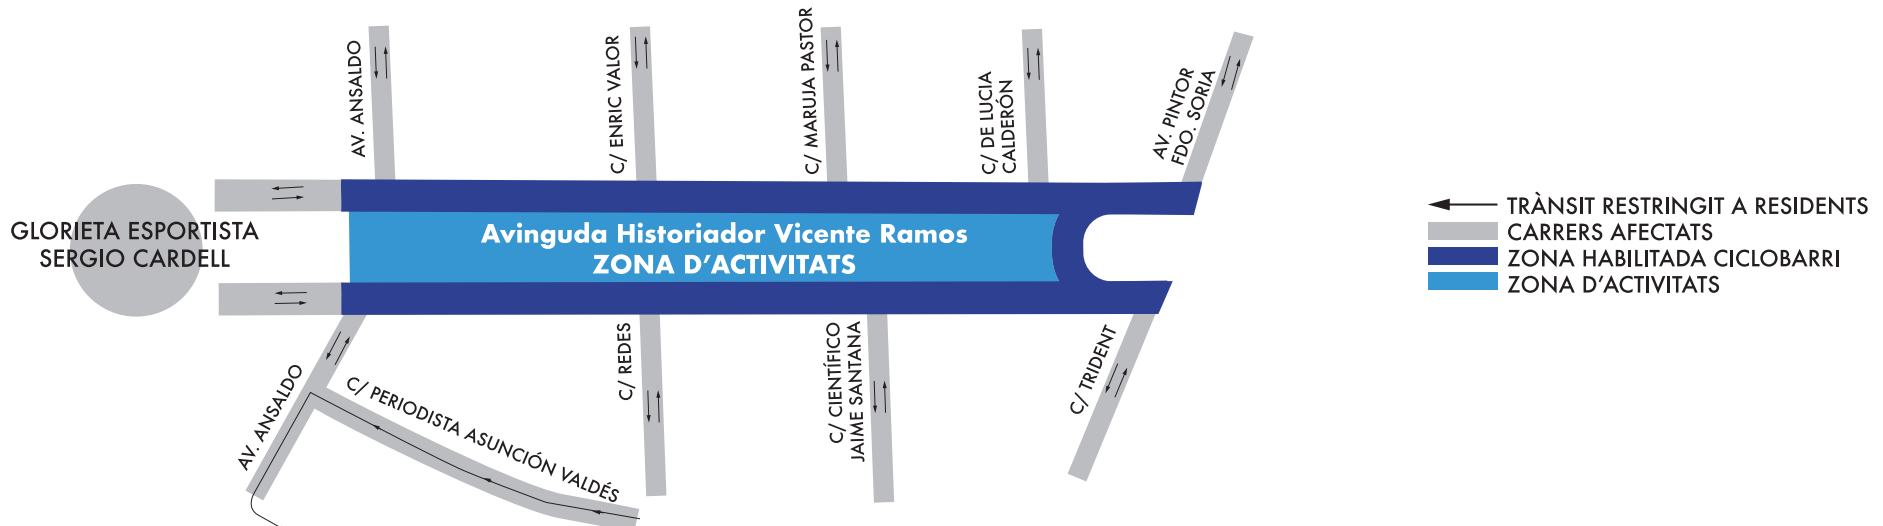 AV. ANSALDO
C/ ENRIC VALOR
C/ MARUJA PASTOR
C/ DE LUCIA
CALDERÓN
AV. PINTOR
FDO. SORIA
GLORIETA ESPORTISTA
SERGIO CARDELL
Avinguda Historiador Vicente Ramos
ZONA D'ACTIVITATS
TRÀNSIT RESTRINGIT A RESIDENTS
CARRERS AFECTATS
ZONA HABILITADA CICLOBARRI
ZONA D'ACTIVITATS
AV. ANSALDO
C/ PERIODISTA ASUNCIÓN VALDÉS
C/ REDES
C/ CIENTÍFICO
JAIME SANTANA
C/ TRIDENT